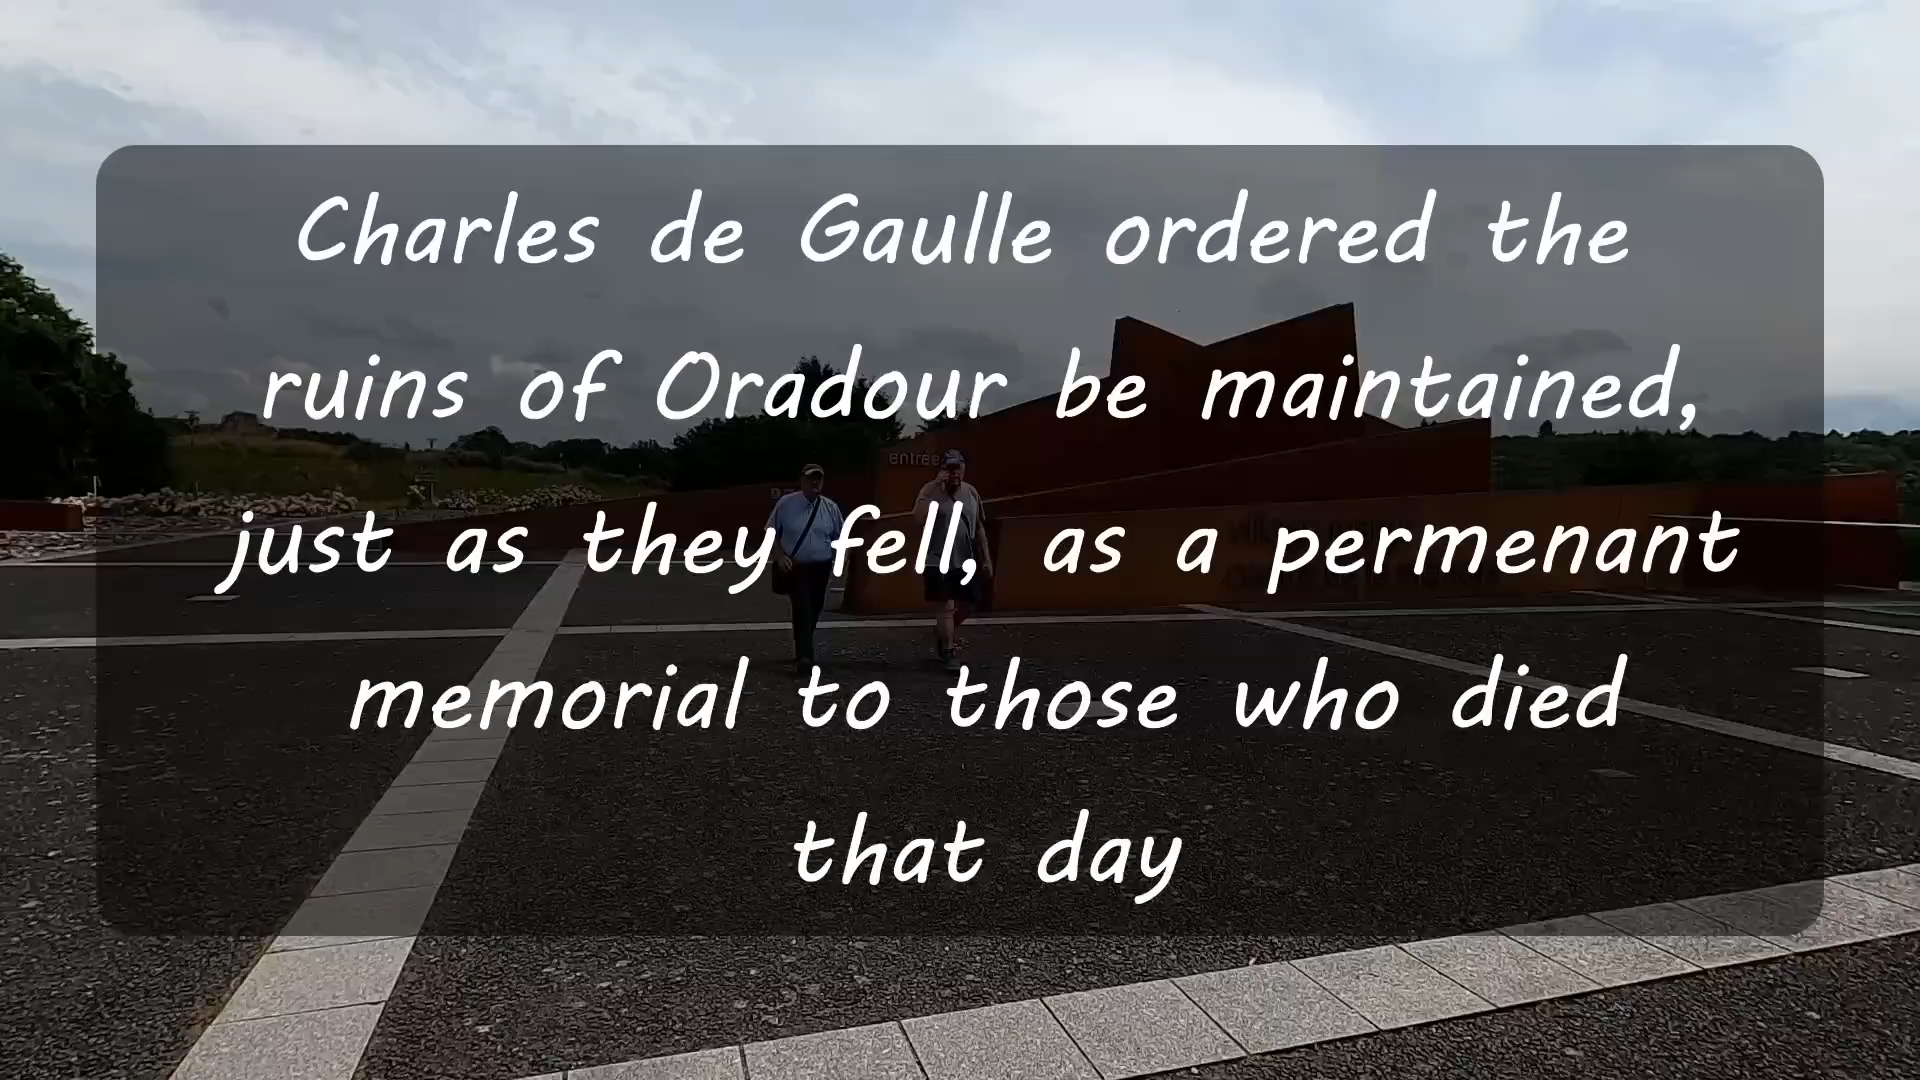 Charles de Gaulle ordered the
ruins of Oradour be maintained,
entrée
just as they fell, as a permenant
memorial to those who died
that day